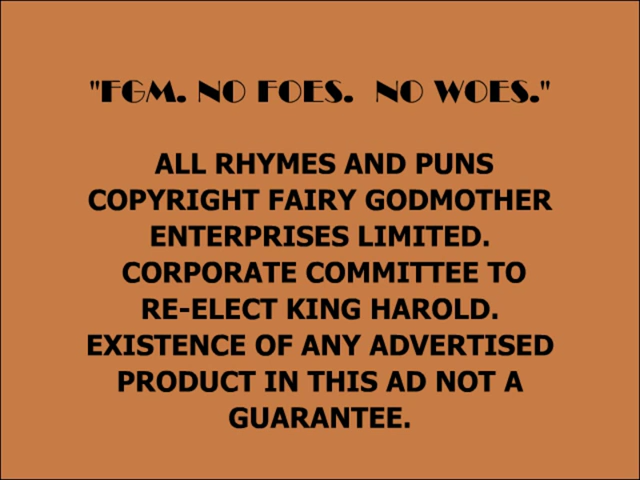 "FGM. NO FOES.  NO WOES."
ALL RHYMES AND PUNS
COPYRIGHT FAIRY GODMOTHER
ENTERPRISES LIMITED.
CORPORATE COMMITTEE TO
RE-ELECT KING HAROLD.
EXISTENCE OF ANY ADVERTISED
PRODUCT IN THIS AD NOT A
GUARANTEE.